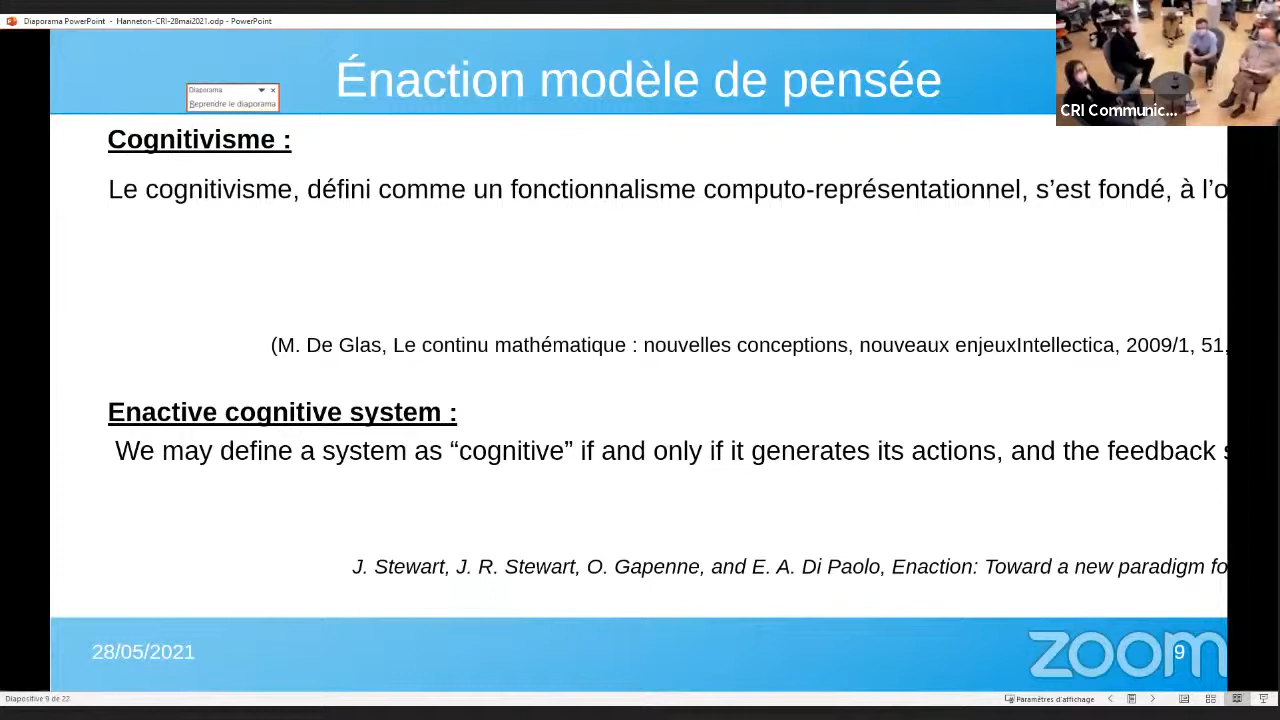 Diaporama PowerPoint - Hanneton-CRI-28mai2021.odp - PowerPoint
Énaction modèle de pensée
Diaporama
Reprendre le diaporama
CRI Communic...
Cognitivisme :
Le cognitivisme, défini comme un fonctionnalisme computo-représentationnel, s’est fondé, à l’o
(M. De Glas, Le continu mathématique : nouvelles conceptions, nouveaux enjeuxIntellectica, 2009/1, 51,
Enactive cognitive system :
We may define a system as “cognitive” if and only if it generates its actions, and the feedback s
J. Stewart, J. R. Stewart, O. Gapenne, and E. A. Di Paolo, Enaction: Toward a new paradigm fo
28/05/2021
zoom
9
Diapositive 9 de 22
Paramètres d'affichage